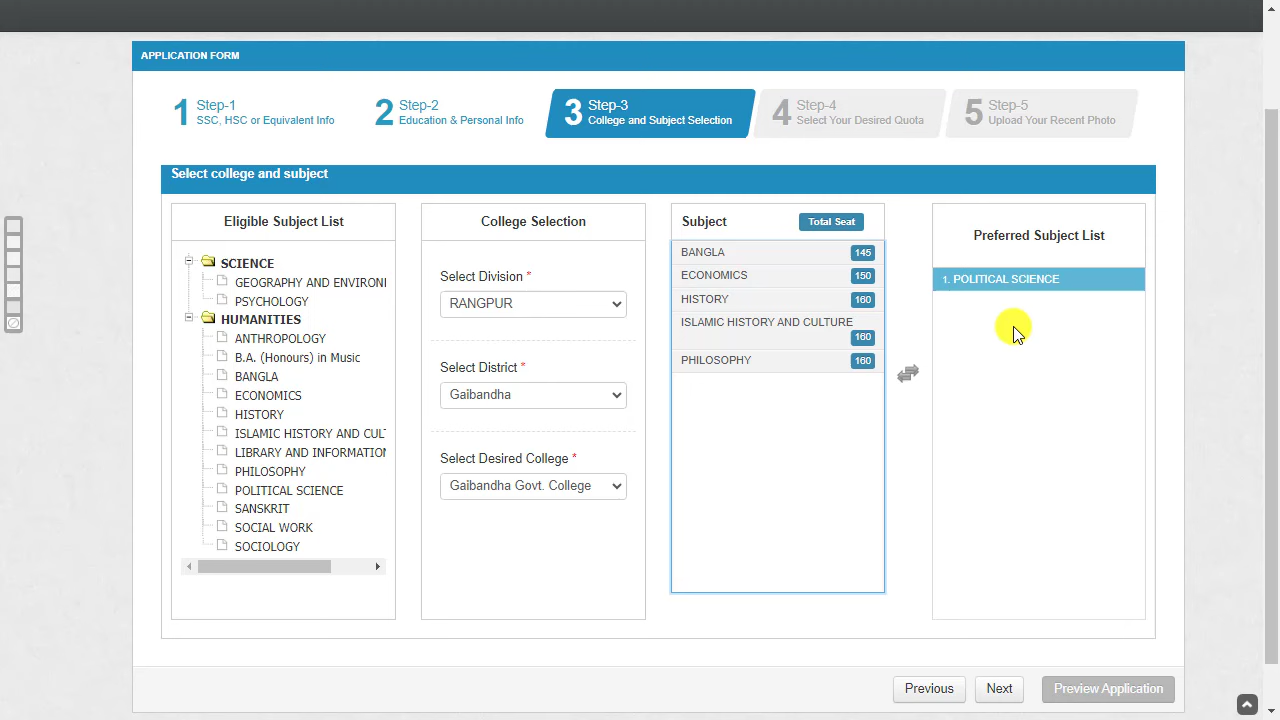 APPLICATION FORM
1 Step-1
SSC, HSC or Equivalent Info
2 Step-2
Education & Personal Info
3 Step-3
College and Subject Selection
4 Step-4
Select Your Desired Quota
5 Step-5
Upload Your Recent Photo
Select college and subject
Eligible Subject List
SCIENCE
GEOGRAPHY AND ENVIRON
PSYCHOLOGY
HUMANITIES
ANTHROPOLOGY
B.A. (Honours) in Music
BANGLA
ECONOMICS
HISTORY
ISLAMIC HISTORY AND CULT
LIBRARY AND INFORMATION
PHILOSOPHY
POLITICAL SCIENCE
SANSKRIT
SOCIAL WORK
SOCIOLOGY
College Selection
Select Division *
RANGPUR
Select District *
Gaibandha
Select Desired College *
Gaibandha Govt. College
Subject Total Seat
BANGLA 145
ECONOMICS 150
HISTORY 160
ISLAMIC HISTORY AND CULTURE
160
PHILOSOPHY 160
Preferred Subject List
1. POLITICAL SCIENCE
Previous Next Preview Application